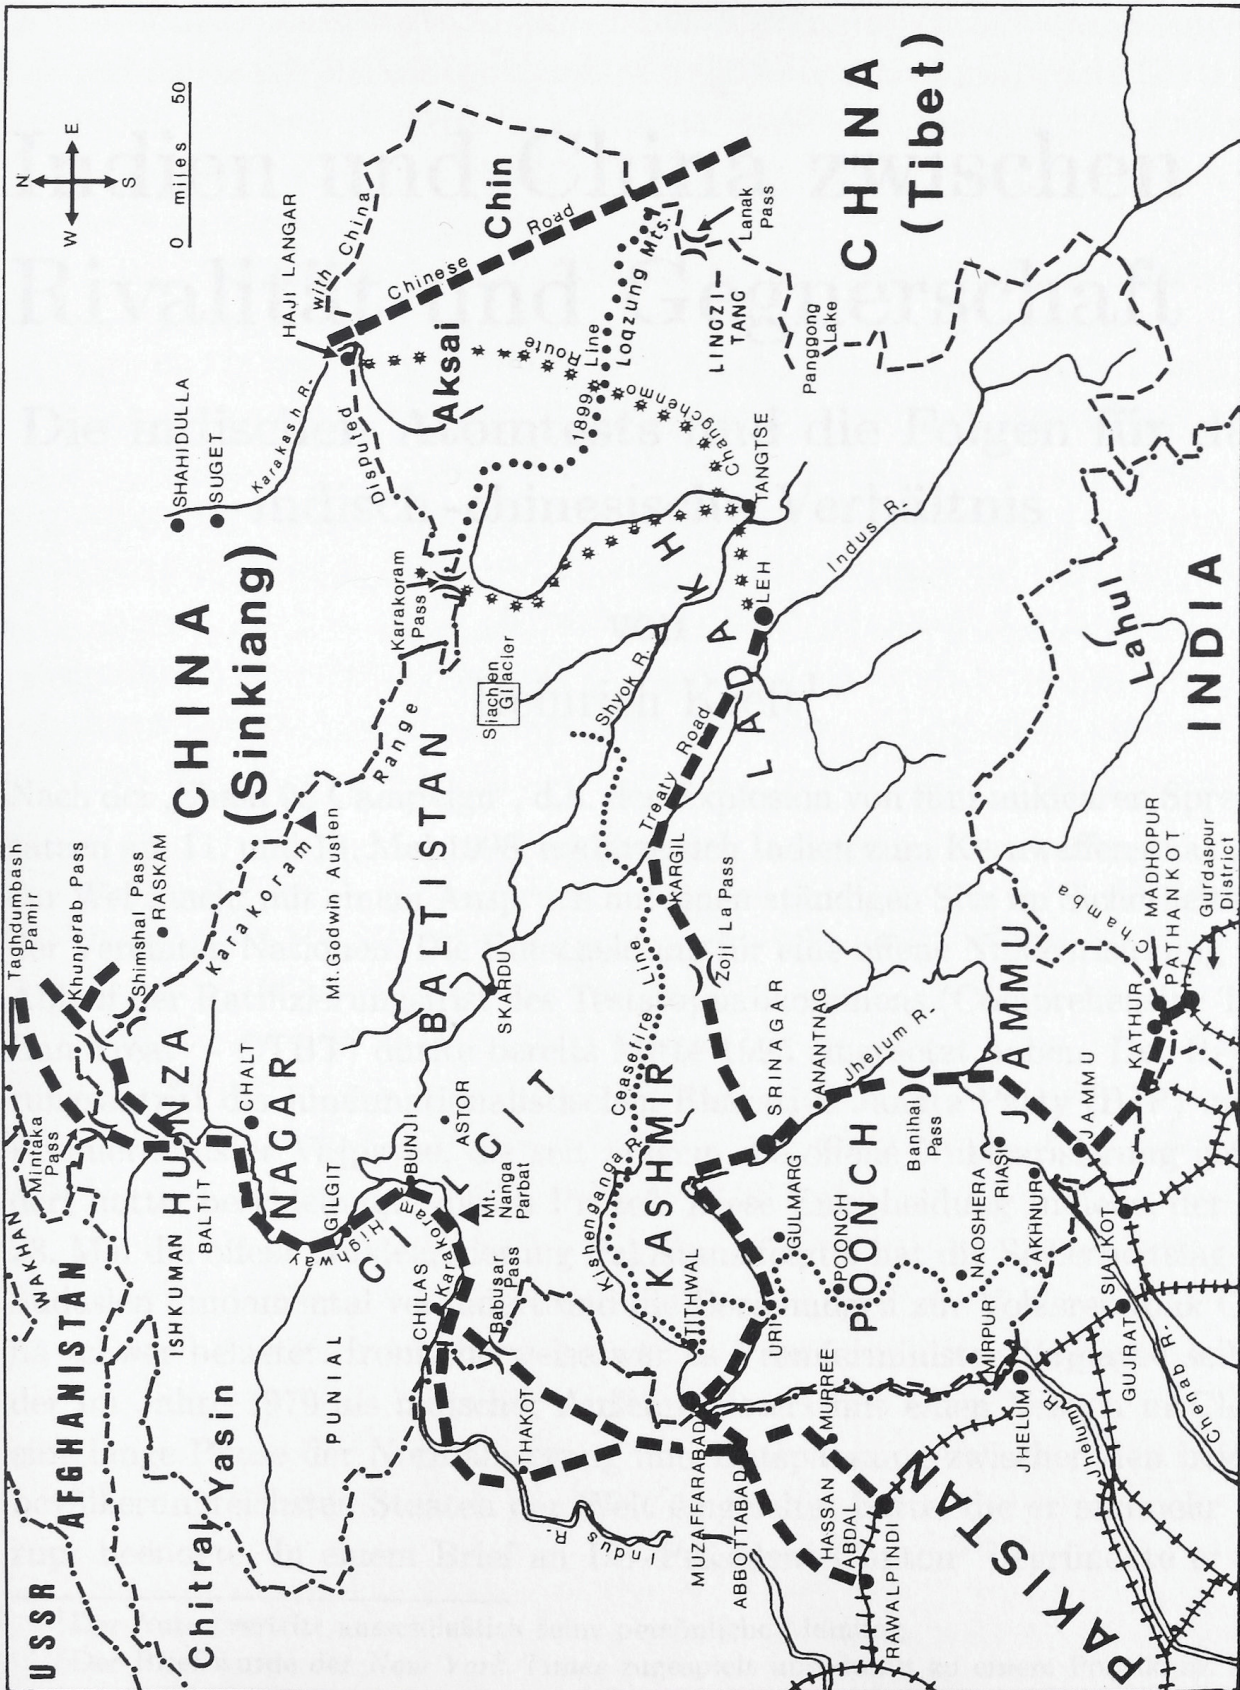 USSR
AFGHANISTAN
WAKHAN
Chitral
Yasin
PUNIAL
ISHKUMAN
Mintaka
Pass
Taghdumbash
Pamir
Khunjerab Pass
Shimshal Pass
RASKAM
CHINA
(Sinkiang)
SHAHIDULLA
SUGET
HAJI LANGAR
N
W
E
S
0
miles
50
HUNZA
BALTIT
CHALT
NAGAR
Karakoram
Range
Mt.Godwin Austen
Karakoram
Pass
Karakash R.
Disputed
with China
Chinese
Road
Aksai
Chin
GILGIT
Karakoram
Highway
BUNJI
ASTOR
GILGIT
Mt.
Nanga
Parbat
CHILAS
Babusar
Pass
THAKOT
Indus
R.
BALTISTAN
SKARDU
Siachen
Glacier
Shyok R.
1899
Line
Loqzung Mts.
Changchenmo
Route
LINGZI-
TANG
Lanak
Pass
Panggong
Lake
TANGTSE
CHINA
(Tibet)
LADAKH
LEH
Indus R.
Treaty
Road
KARGIL
Zoji La Pass
Ceasefire Line
Kishenganga R.
KASHMIR
TITHWAL
MUZAFFARABAD
ABBOTTABAD
HASSAN
ABDAL
RAWALPINDI
MURREE
URI
GULMARG
SRINAGAR
ANANTNAG
Jhelum R.
Banihal
Pass
POONCH
POONCH
NAOSHERA
RIASI
AKHNUR
MIRPUR
JHELUM
Jhelum R.
JAMMU
JAMMU
KATHUR
SIALKOT
GUJRAT
Chenab R.
PAKISTAN
Chamba
MADHOPUR
PATHANKOT
Gurdaspur
District
Lahul
INDIA